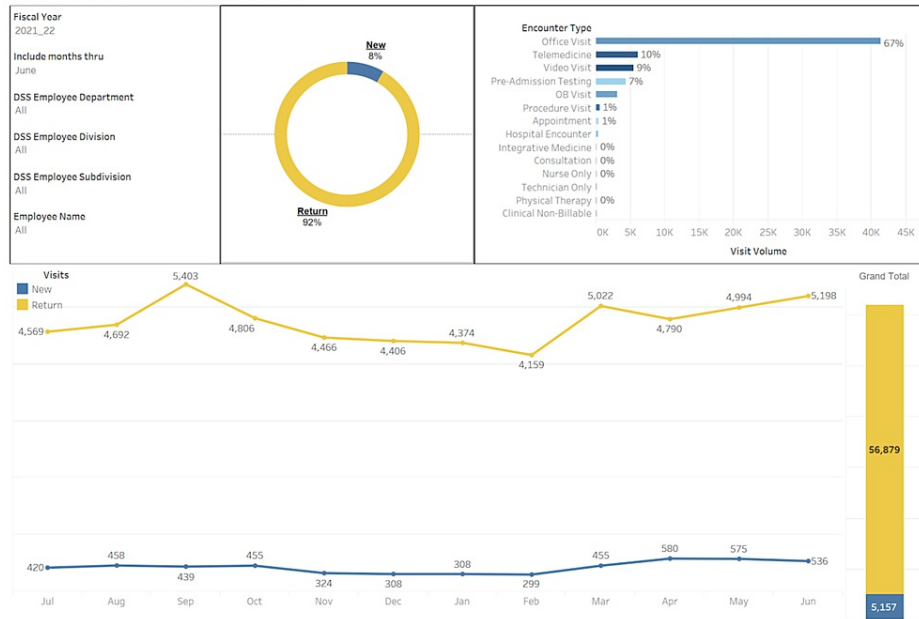 Fiscal Year
2021_22
Include months thru
June
DSS Employee Department
All
DSS Employee Division
All
DSS Employee Subdivision
All
Employee Name
All
New
8%
Return
92%
Encounter Type
Office Visit 67%
Telemedicine 10%
Video Visit 9%
Pre-Admission Testing 7%
OB Visit
Procedure Visit 1%
Appointment 1%
Hospital Encounter
Integrative Medicine 0%
Consultation 0%
Nurse Only 0%
Technician Only
Physical Therapy 0%
Clinical Non-Billable
0K 5K 10K 15K 20K 25K 30K 35K 40K 45K
Visit Volume
Visits
New
Return
4,569 4,692 5,403 4,806 4,466 4,406 4,374 4,159 5,022 4,790 4,994 5,198
420 458 439 455 324 308 308 299 455 580 575 536
Jul Aug Sep Oct Nov Dec Jan Feb Mar Apr May Jun
Grand Total
56,879
5,157